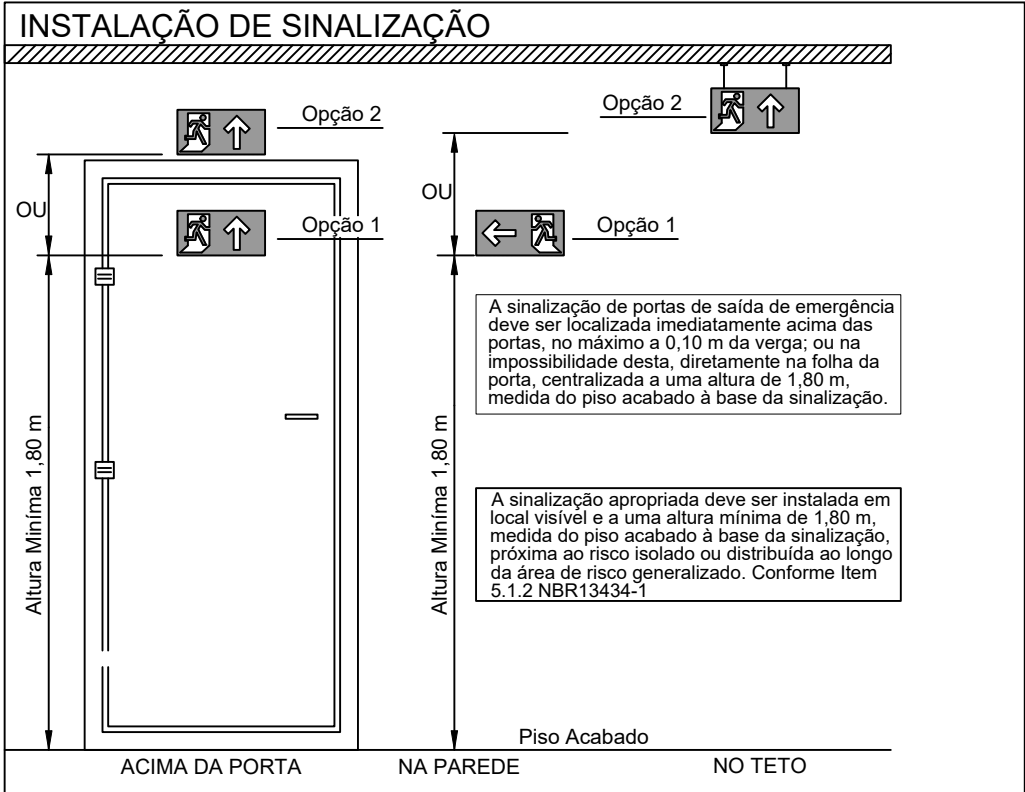 INSTALAÇÃO DE SINALIZAÇÃO
Opção 2
Opção 2
OU
OU
Opção 1
Opção 1
A sinalização de portas de saída de emergência
deve ser localizada imediatamente acima das
portas, no máximo a 0,10 m da verga; ou na
impossibilidade desta, diretamente na folha da
porta, centralizada a uma altura de 1,80 m,
medida do piso acabado à base da sinalização.
Altura Miníma 1,80 m
Altura Miníma 1,80 m
A sinalização apropriada deve ser instalada em
local visível e a uma altura mínima de 1,80 m,
medida do piso acabado à base da sinalização,
próxima ao risco isolado ou distribuída ao longo
da área de risco generalizado. Conforme Item
5.1.2 NBR13434-1
Piso Acabado
ACIMA DA PORTA
NA PAREDE
NO TETO